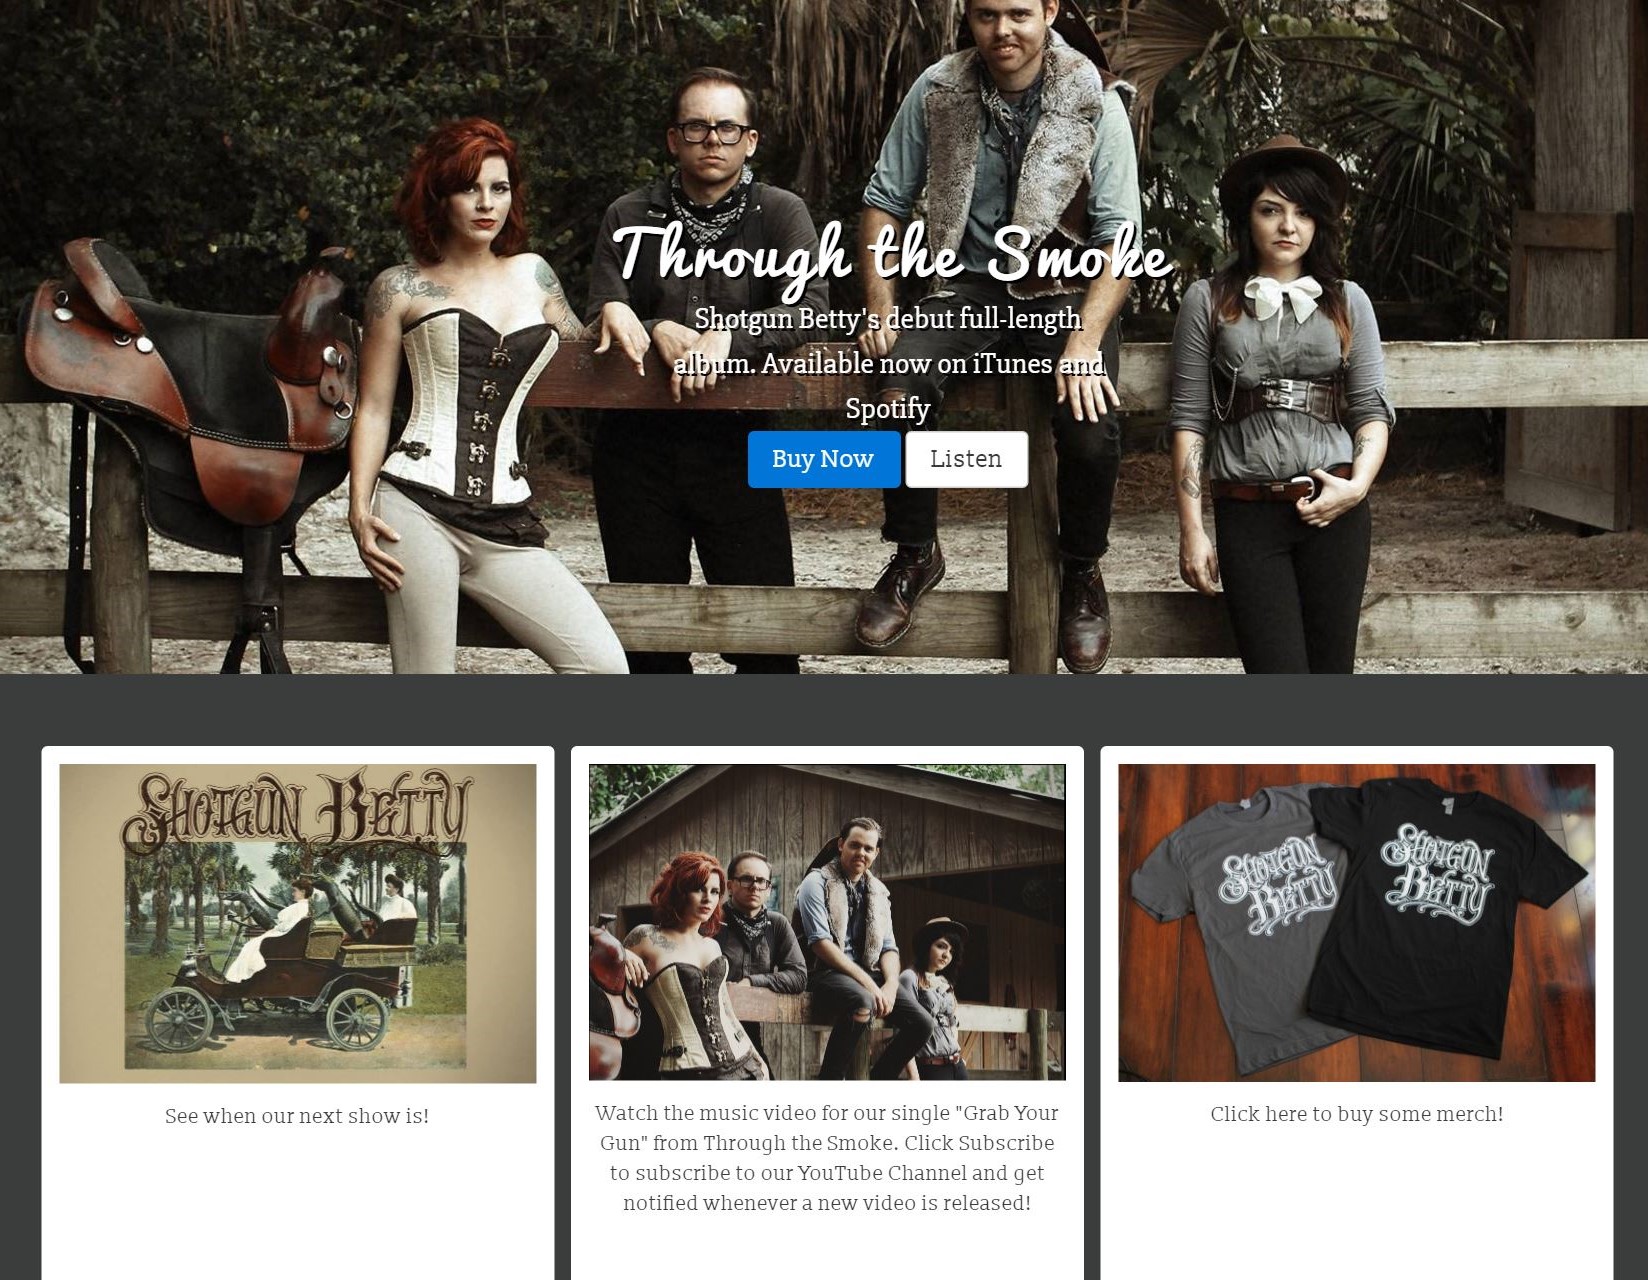 Through the Smoke
Shotgun Betty's debut full-length
album. Available now on iTunes and
Spotify
Buy Now
Listen
SHOTGUN BETTY
See when our next show is!
Watch the music video for our single "Grab Your
Gun" from Through the Smoke. Click Subscribe
to subscribe to our YouTube Channel and get
notified whenever a new video is released!
SHOTGUN
BETTY
SHOTGUN
BETTY
Click here to buy some merch!